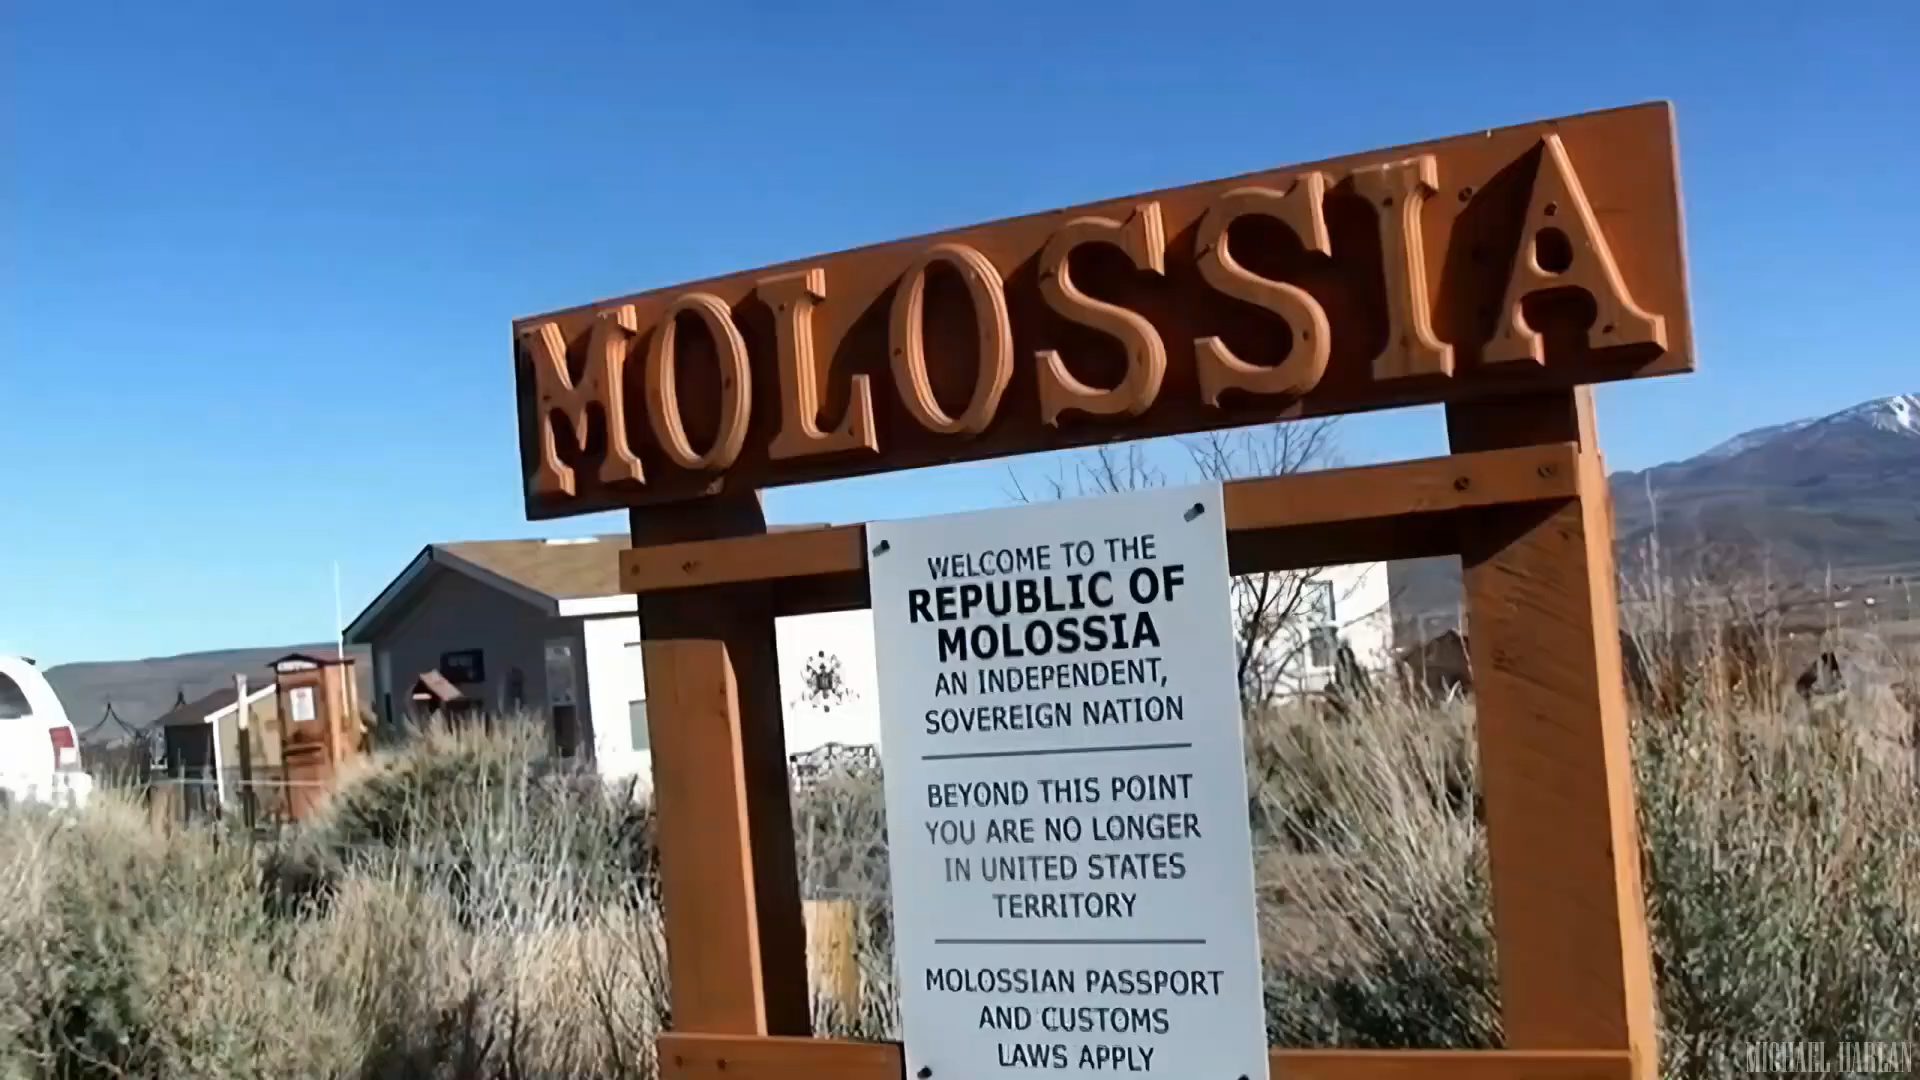 MOLOSSIA
WELCOME TO THE
REPUBLIC OF
MOLOSSIA
AN INDEPENDENT,
SOVEREIGN NATION
BEYOND THIS POINT
YOU ARE NO LONGER
IN UNITED STATES
TERRITORY
MOLOSSIAN PASSPORT
AND CUSTOMS
LAWS APPLY
MICHAEL HARLAN